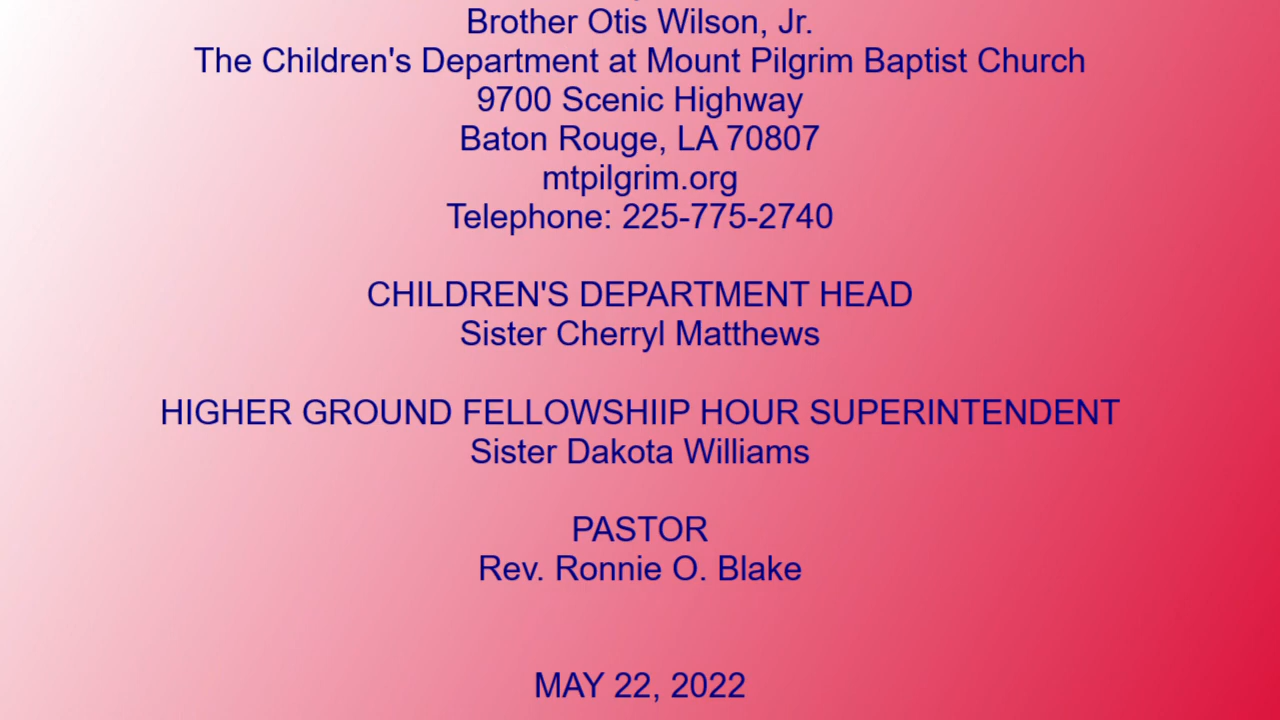 Brother Otis Wilson, Jr.
The Children's Department at Mount Pilgrim Baptist Church
9700 Scenic Highway
Baton Rouge, LA 70807
mtpilgrim.org
Telephone: 225-775-2740
CHILDREN'S DEPARTMENT HEAD
Sister Cherryl Matthews
HIGHER GROUND FELLOWSHIIP HOUR SUPERINTENDENT
Sister Dakota Williams
PASTOR
Rev. Ronnie O. Blake
MAY 22, 2022